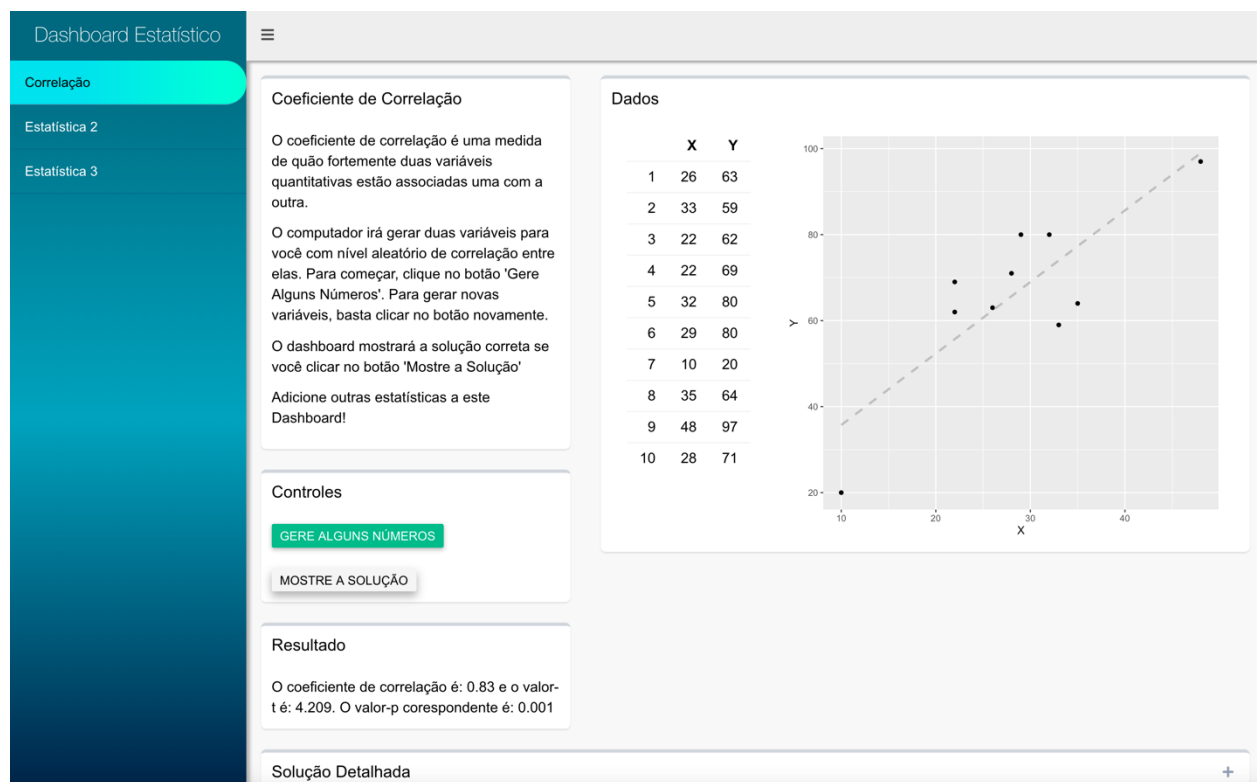 Dashboard Estatístico
Correlação
Estatística 2
Estatística 3
Coeficiente de Correlação
O coeficiente de correlação é uma medida
de quão fortemente duas variáveis
quantitativas estão associadas uma com a
outra.
O computador irá gerar duas variáveis para
você com nível aleatório de correlação entre
elas. Para começar, clique no botão 'Gere
Alguns Números'. Para gerar novas
variáveis, basta clicar no botão novamente.
O dashboard mostrará a solução correta se
você clicar no botão 'Mostre a Solução'
Adicione outras estatísticas a este
Dashboard!
Controles
GERE ALGUNS NÚMEROS
MOSTRE A SOLUÇÃO
Resultado
O coeficiente de correlação é: 0.83 e o valor-
t é: 4.209. O valor-p corespondente é: 0.001
Dados
X Y
1 26 63
2 33 59
3 22 62
4 22 69
5 32 80
6 29 80
7 10 20
8 35 64
9 48 97
10 28 71
100
80
60
40
20
Y
10 20 30 40
X
Solução Detalhada +